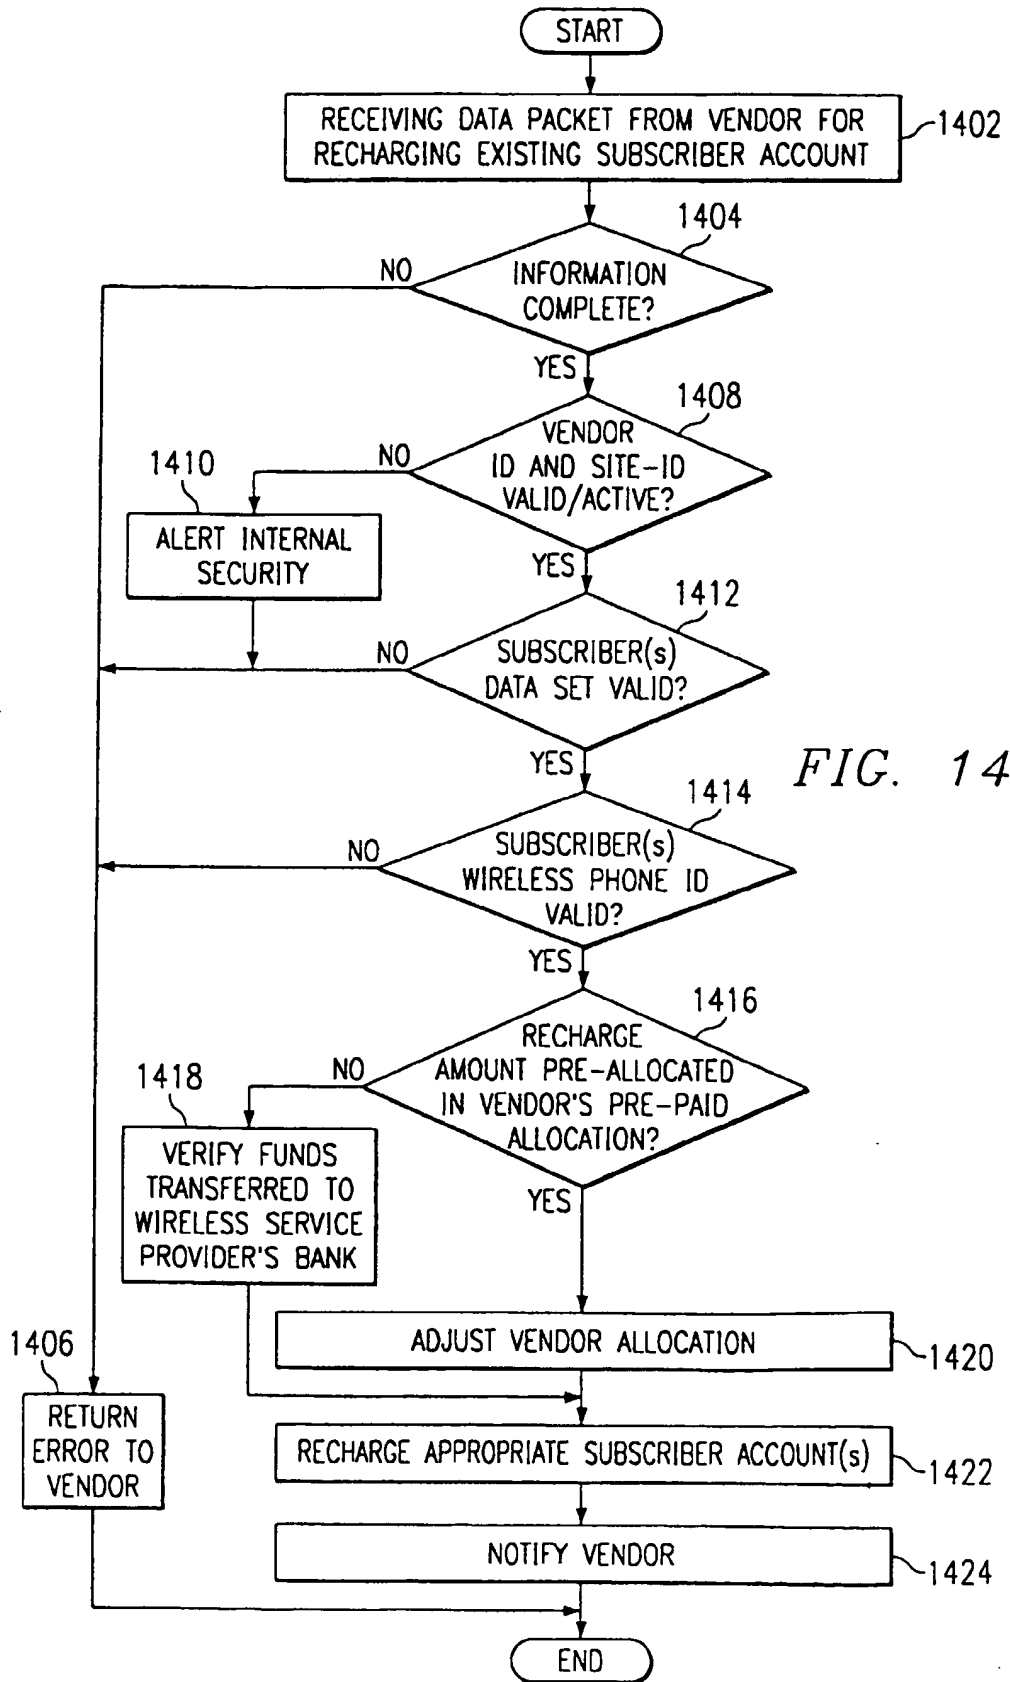 START
RECEIVING DATA PACKET FROM VENDOR FOR
RECHARGING EXISTING SUBSCRIBER ACCOUNT
1402
1404
INFORMATION
COMPLETE?
NO
YES
1408
VENDOR
ID AND SITE-ID
VALID/ACTIVE?
NO
1410
ALERT INTERNAL
SECURITY
YES
1412
SUBSCRIBER(s)
DATA SET VALID?
NO
YES
FIG. 14
1414
SUBSCRIBER(s)
WIRELESS PHONE ID
VALID?
NO
YES
1416
RECHARGE
AMOUNT PRE-ALLOCATED
IN VENDOR'S PRE-PAID
ALLOCATION?
NO
1418
VERIFY FUNDS
TRANSFERRED TO
WIRELESS SERVICE
PROVIDER'S BANK
YES
ADJUST VENDOR ALLOCATION
1420
1406
RETURN
ERROR TO
VENDOR
RECHARGE APPROPRIATE SUBSCRIBER ACCOUNT(s)
1422
NOTIFY VENDOR
1424
END